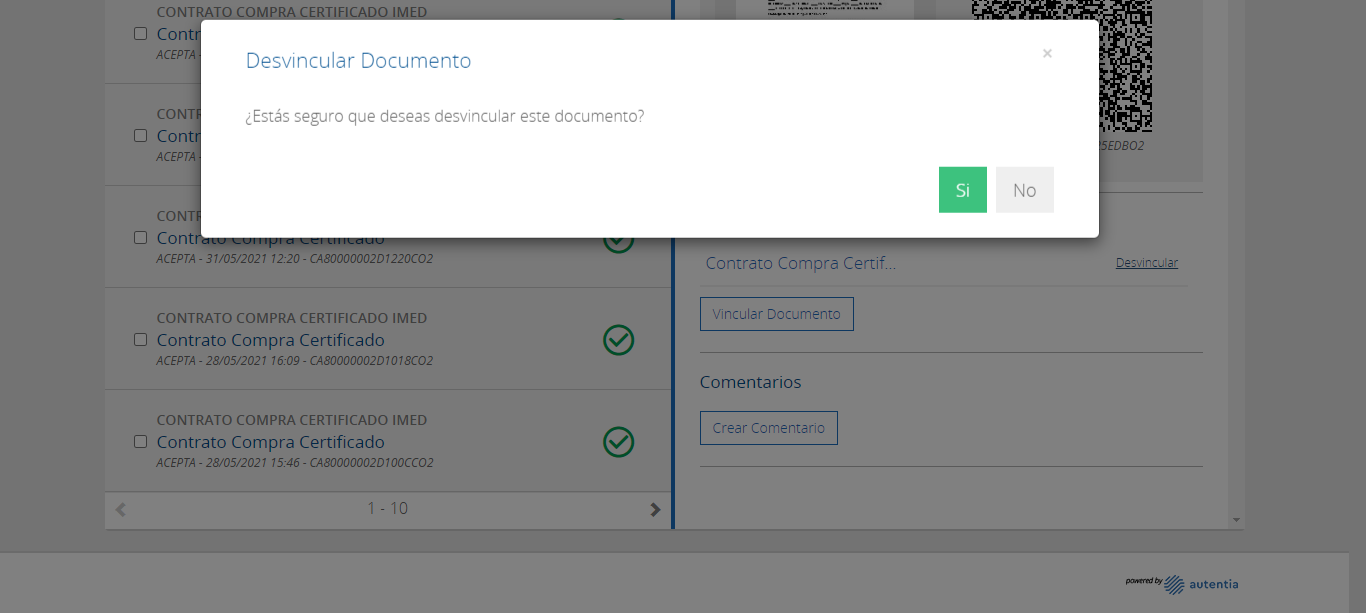 CONTRATO COMPRA CERTIFICADO IMED
Contr
ACEPTA -
CONTR
Contr
ACEPTA -
CONTR
Contrato Compra Certificado
ACEPTA - 31/05/2021 12:20 - CA80000002D1220CO2
CONTRATO COMPRA CERTIFICADO IMED
Contrato Compra Certificado
ACEPTA - 28/05/2021 16:09 - CA80000002D1018CO2
CONTRATO COMPRA CERTIFICADO IMED
Contrato Compra Certificado
ACEPTA - 28/05/2021 15:46 - CA80000002D100CCO2
1 - 10
Desvincular Documento
×
¿Estás seguro que deseas desvincular este documento?
Si
No
5EDBO2
Contrato Compra Certif...
Desvincular
Vincular Documento
Comentarios
Crear Comentario
powered by autentia